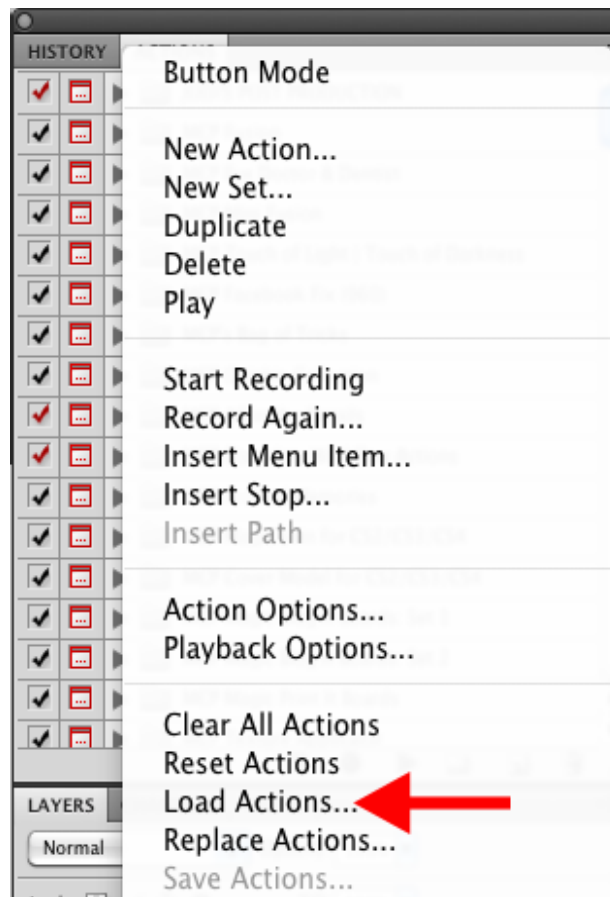 HISTORY
Button Mode
New Action...
New Set...
Duplicate
Delete
Play
Start Recording
Record Again...
Insert Menu Item...
Insert Stop...
Insert Path
Action Options...
Playback Options...
Clear All Actions
Reset Actions
Load Actions...
LAYERS
Replace Actions...
Normal
Save Actions...